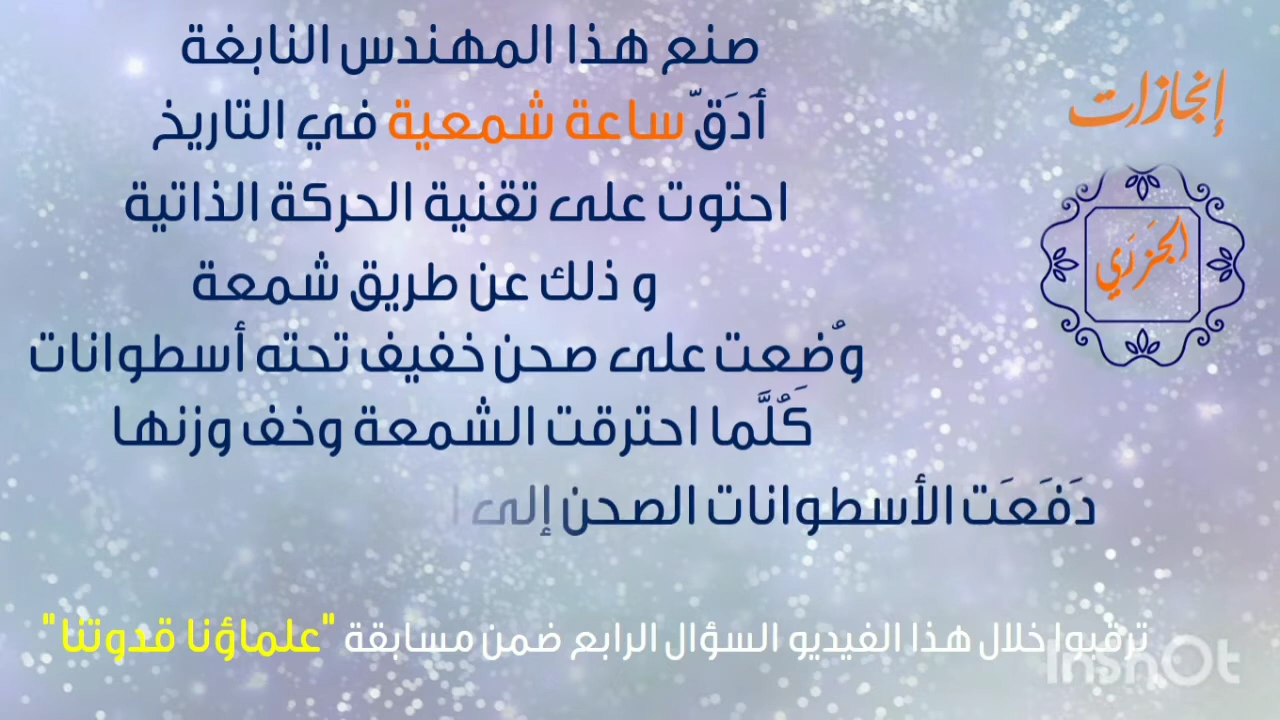 إنجازات
الجَزَرَي
صنع هذا المهندس النابغة
أدَقّ ساعة شمعية في التاريخ
احتوت على تقنية الحركة الذاتية
و ذلك عن طريق شمعة
وُضعت على صحن خفيف تحته أسطوانات
كَُلَّما احترقت الشمعة وخف وزنها
دَفَعَت الأسطوانات الصحن إلى
ترقبوا خلال هذا الفيديو السؤال الرابع ضمن مسابقة "علماؤنا قدوتنا"
InShOt